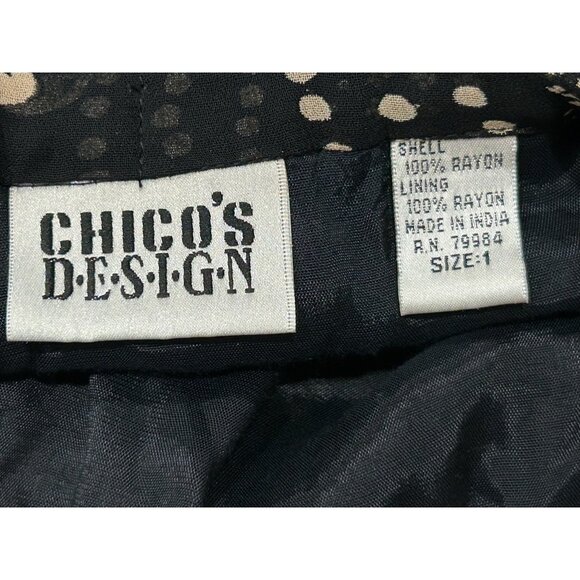 CHICO'S
D·E·S·I·G·N
SHELL
100% RAYON
LINING
100% RAYON
MADE IN INDIA
R.N. 79984
SIZE:1